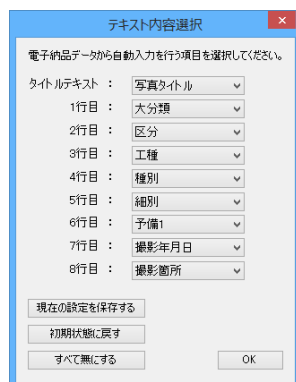 テキスト内容選択
電子納品データから自動入力を行う項目を選択してください。
タイトルテキスト : 写真タイトル
1行目 : 大分類
2行目 : 区分
3行目 : 工種
4行目 : 種別
5行目 : 細別
6行目 : 予備1
7行目 : 撮影年月日
8行目 : 撮影箇所
現在の設定を保存する
初期状態に戻す
すべて無にする OK